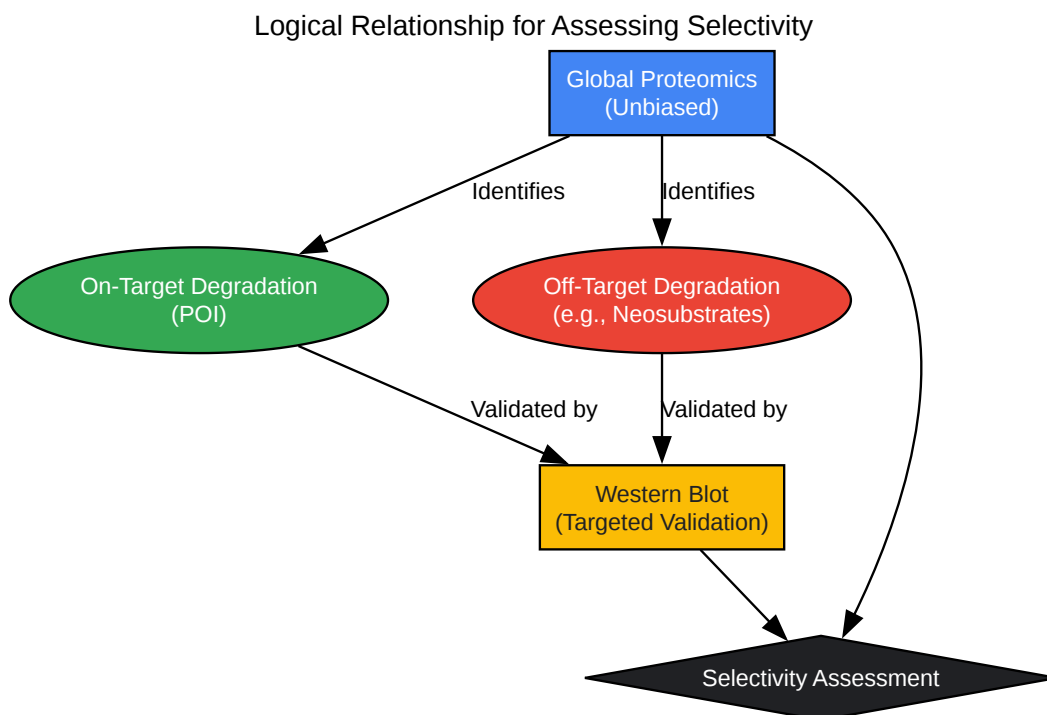 Logical Relationship for Assessing Selectivity
Global Proteomics
(Unbiased)
Identifies
Identifies
On-Target Degradation
(POI)
Off-Target Degradation
(e.g., Neosubstrates)
Validated by
Validated by
Western Blot
(Targeted Validation)
Selectivity Assessment